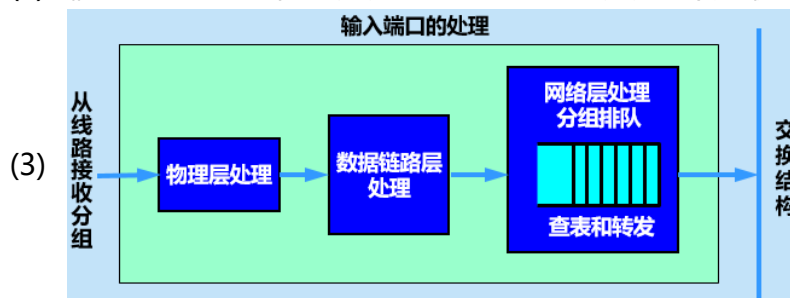 输入端口的处理
(3)
从线路接收分组
物理层处理
数据链路层
处理
网络层处理
分组排队
查表和转发
交换结构